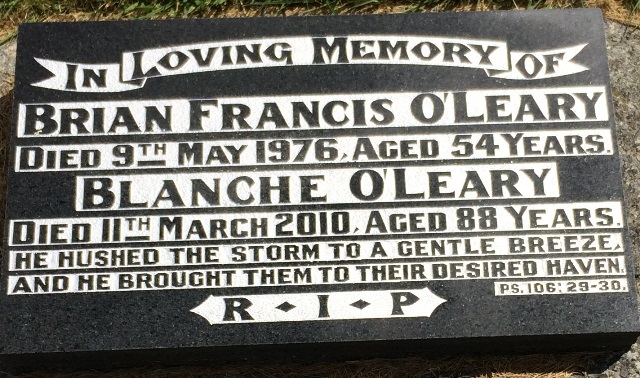 In Loving Memory of
Brian Francis O'Leary
Died 9th May 1976, Aged 54 Years.
Blanche O'Leary
Died 11th March 2010, Aged 88 Years.
HE HUSHED THE STORM TO A GENTLE BREEZE,
AND HE BROUGHT THEM TO THEIR DESIRED HAVEN.
PS. 106: 29-30.
R • I • P